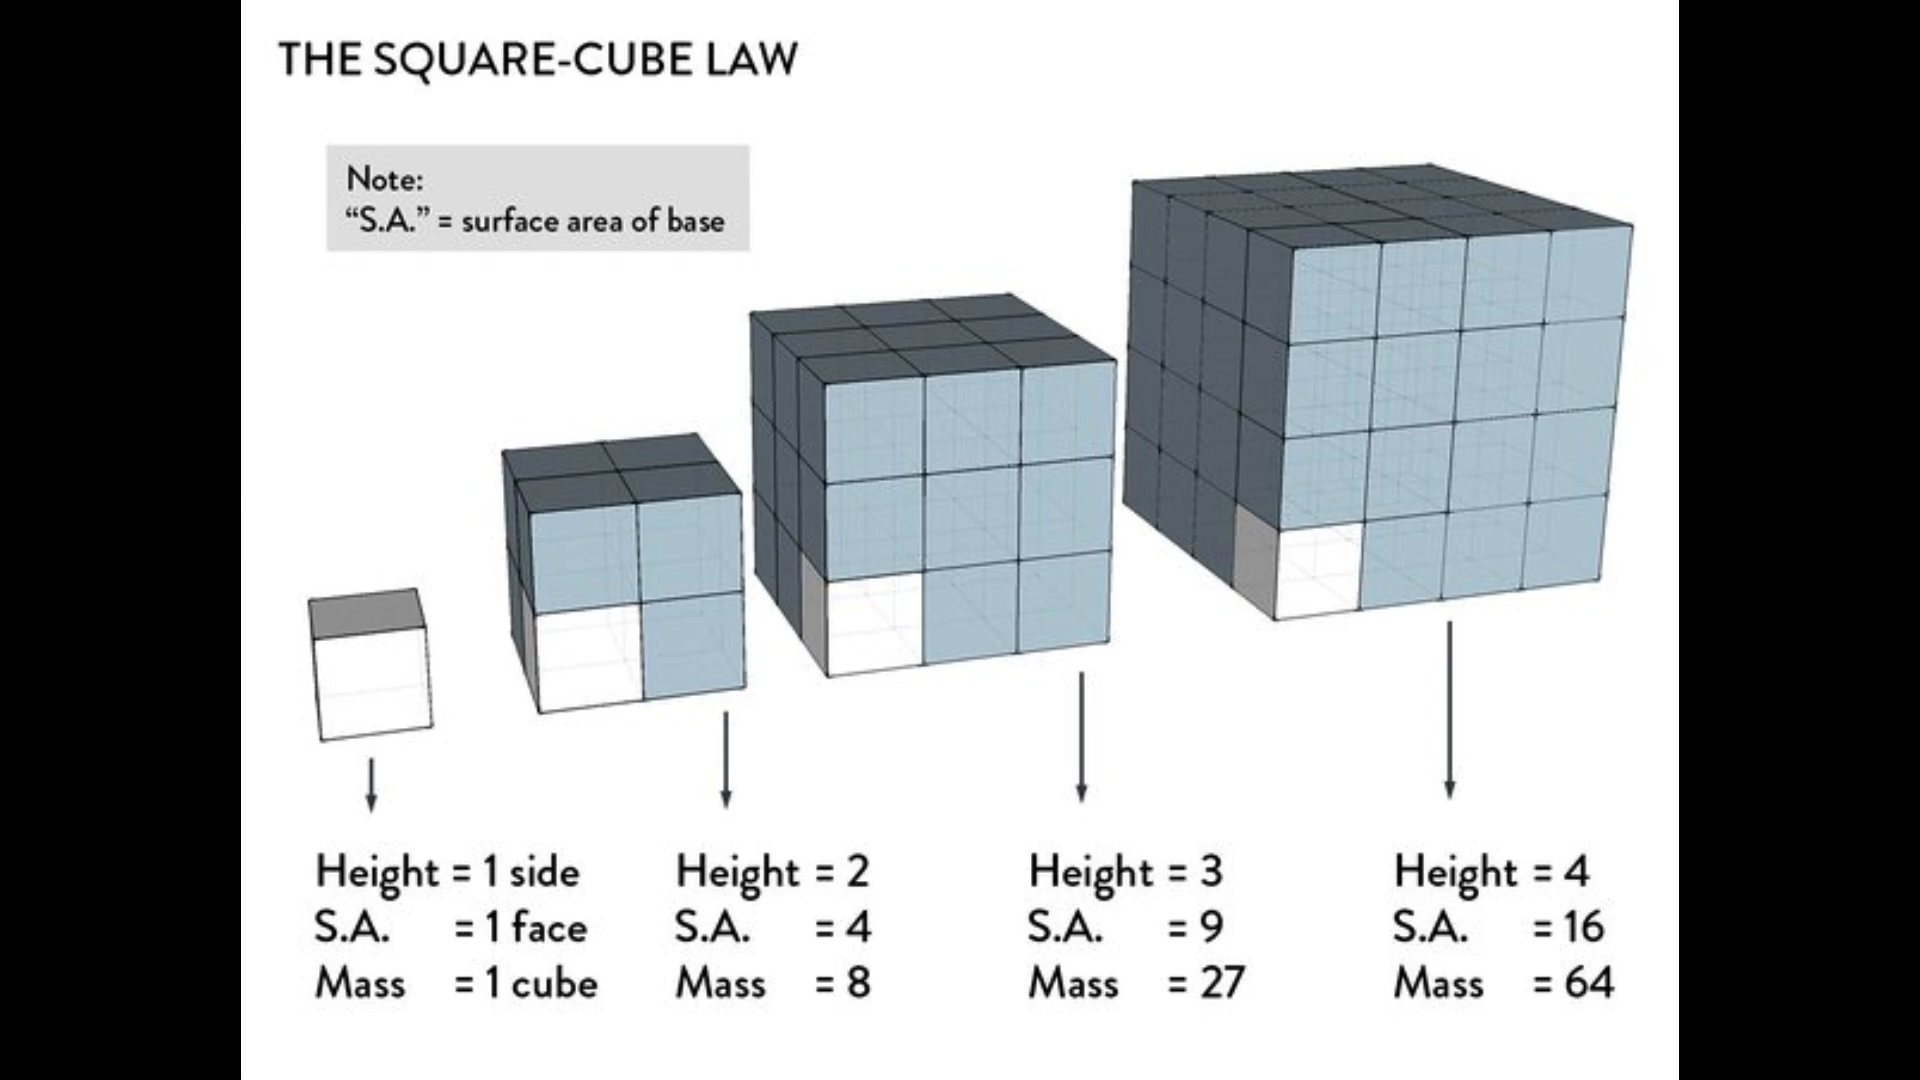 THE SQUARE-CUBE LAW
Note:
“S.A.” = surface area of base
Height = 1 side
S.A. = 1 face
Mass = 1 cube
Height = 2
S.A. = 4
Mass = 8
Height = 3
S.A. = 9
Mass = 27
Height = 4
S.A. = 16
Mass = 64